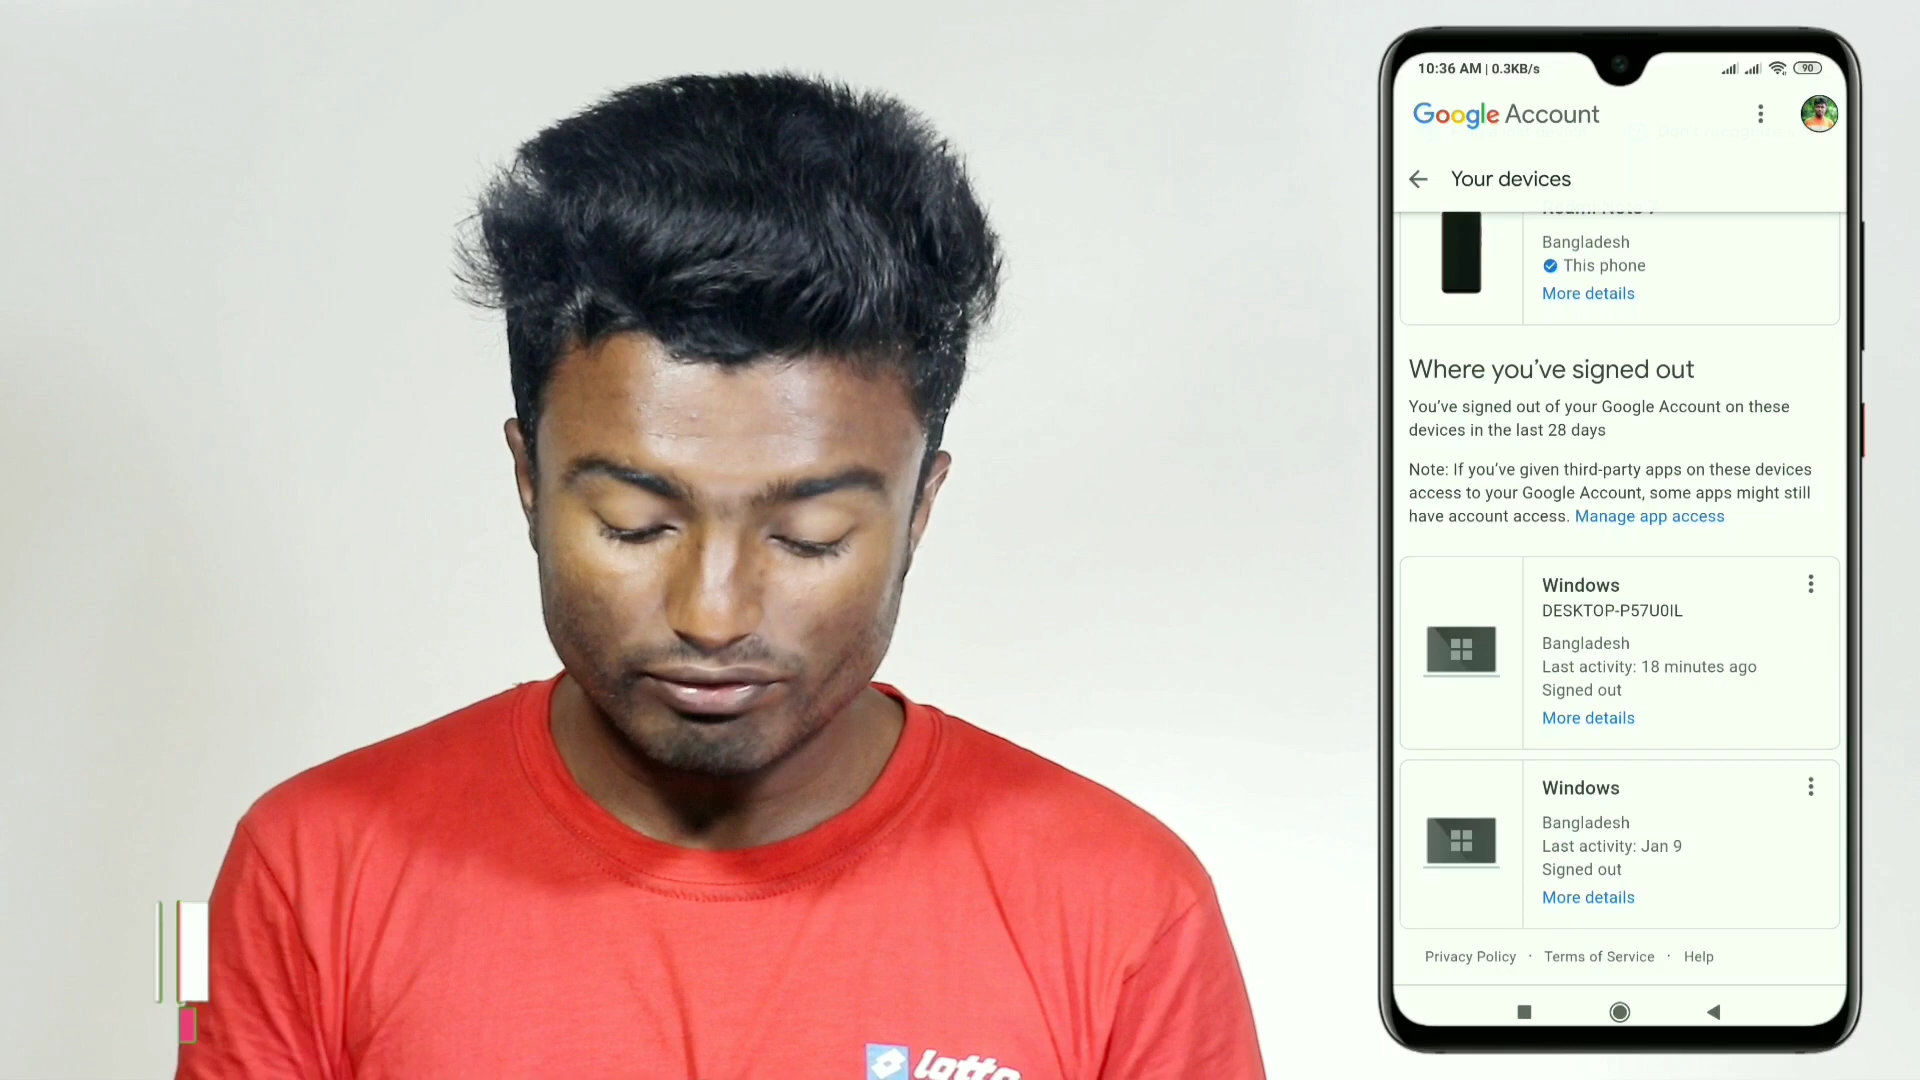 10:36 AM | 0.3KB/s
90
Google Account
Your devices
Redmi Note 7
Bangladesh
This phone
More details
Where you’ve signed out
You’ve signed out of your Google Account on these
devices in the last 28 days
Note: If you’ve given third-party apps on these devices
access to your Google Account, some apps might still
have account access. Manage app access
Windows
DESKTOP-P57U0IL
Bangladesh
Last activity: 18 minutes ago
Signed out
More details
Windows
Bangladesh
Last activity: Jan 9
Signed out
More details
Privacy Policy · Terms of Service · Help
lotto